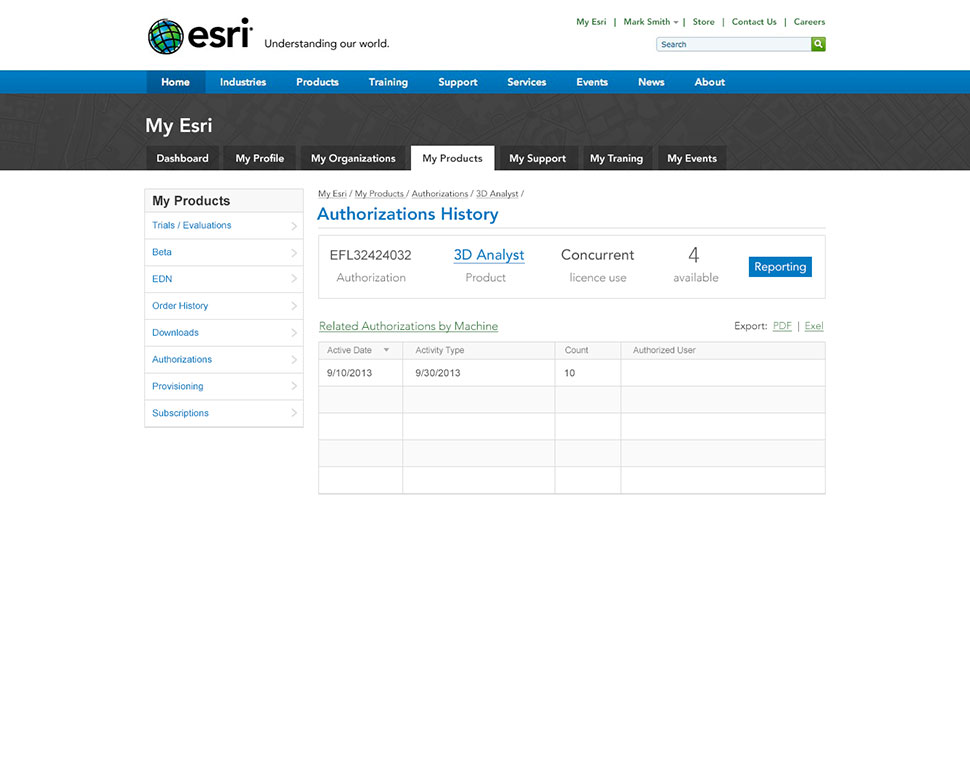 My Esri | Mark Smith | Store | Contact Us | Careers
esri Understanding our world.
Search
Home Industries Products Training Support Services Events News About
My Esri
Dashboard My Profile My Organizations My Products My Support My Traning My Events
My Products
Trials / Evaluations
Beta
EDN
Order History
Downloads
Authorizations
Provisioning
Subscriptions
My Esri / My Products / Authorizations / 3D Analyst /
Authorizations History
EFL32424032 3D Analyst Concurrent 4
Authorization Product licence use available
Reporting
Related Authorizations by Machine Export: PDF | Exel
Active Date Activity Type Count Authorized User
9/10/2013 9/30/2013 10